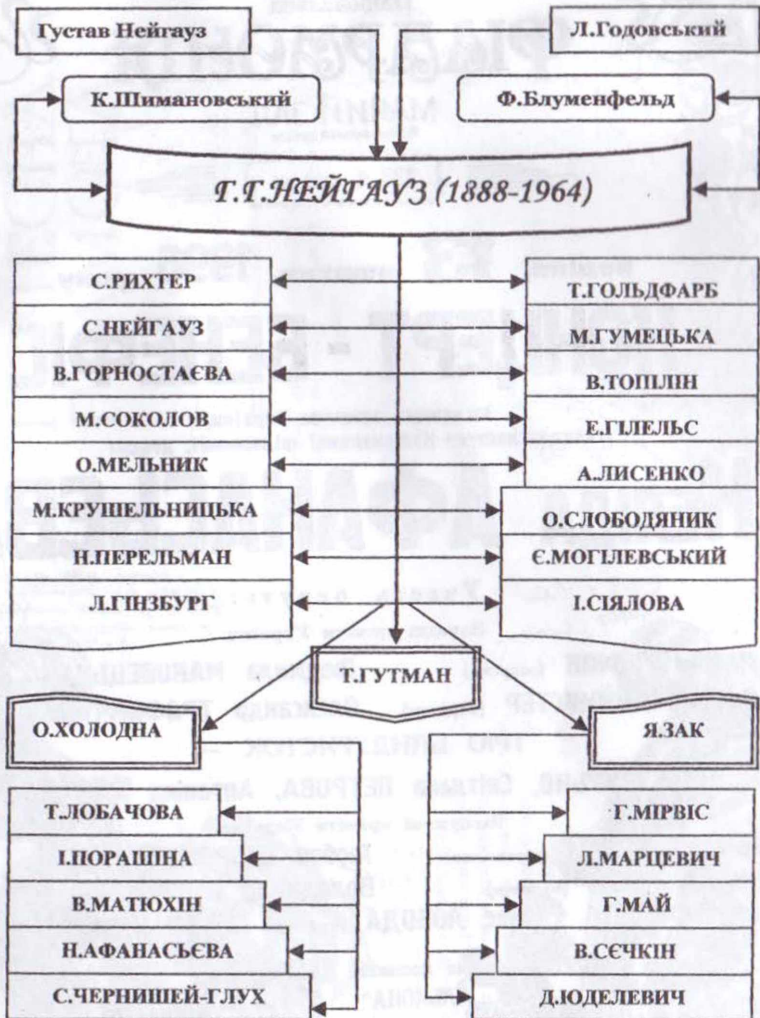 Густав Нейгауз
Л.Годовський
К.Шимановський
Ф.Блуменфельд
Г.Г.НЕЙГАУЗ (1888-1964)
С.РИХТЕР
Т.ГОЛЬДФАРБ
С.НЕЙГАУЗ
М.ГУМЕЦЬКА
В.ГОРНОСТАЄВА
В.ТОПІЛІН
М.СОКОЛОВ
Е.ГІЛЕЛЬС
О.МЕЛЬНИК
А.ЛИСЕНКО
М.КРУШЕЛЬНИЦЬКА
О.СЛОБОДЯНИК
Н.ПЕРЕЛЬМАН
Є.МОГІЛЕВСЬКИЙ
Л.ГІНЗБУРГ
І.СІЯЛОВА
Т.ГУТМАН
О.ХОЛОДНА
Я.ЗАК
Т.ЛОБАЧОВА
Г.МІРВІС
І.ПОРАШІНА
Л.МАРЦЕВИЧ
В.МАТЮХІН
Г.МАЙ
Н.АФАНАСЬЄВА
В.СЄЧКІН
С.ЧЕРНИШЕЙ-ГЛУХ
Д.ЮДЕЛЕВИЧ